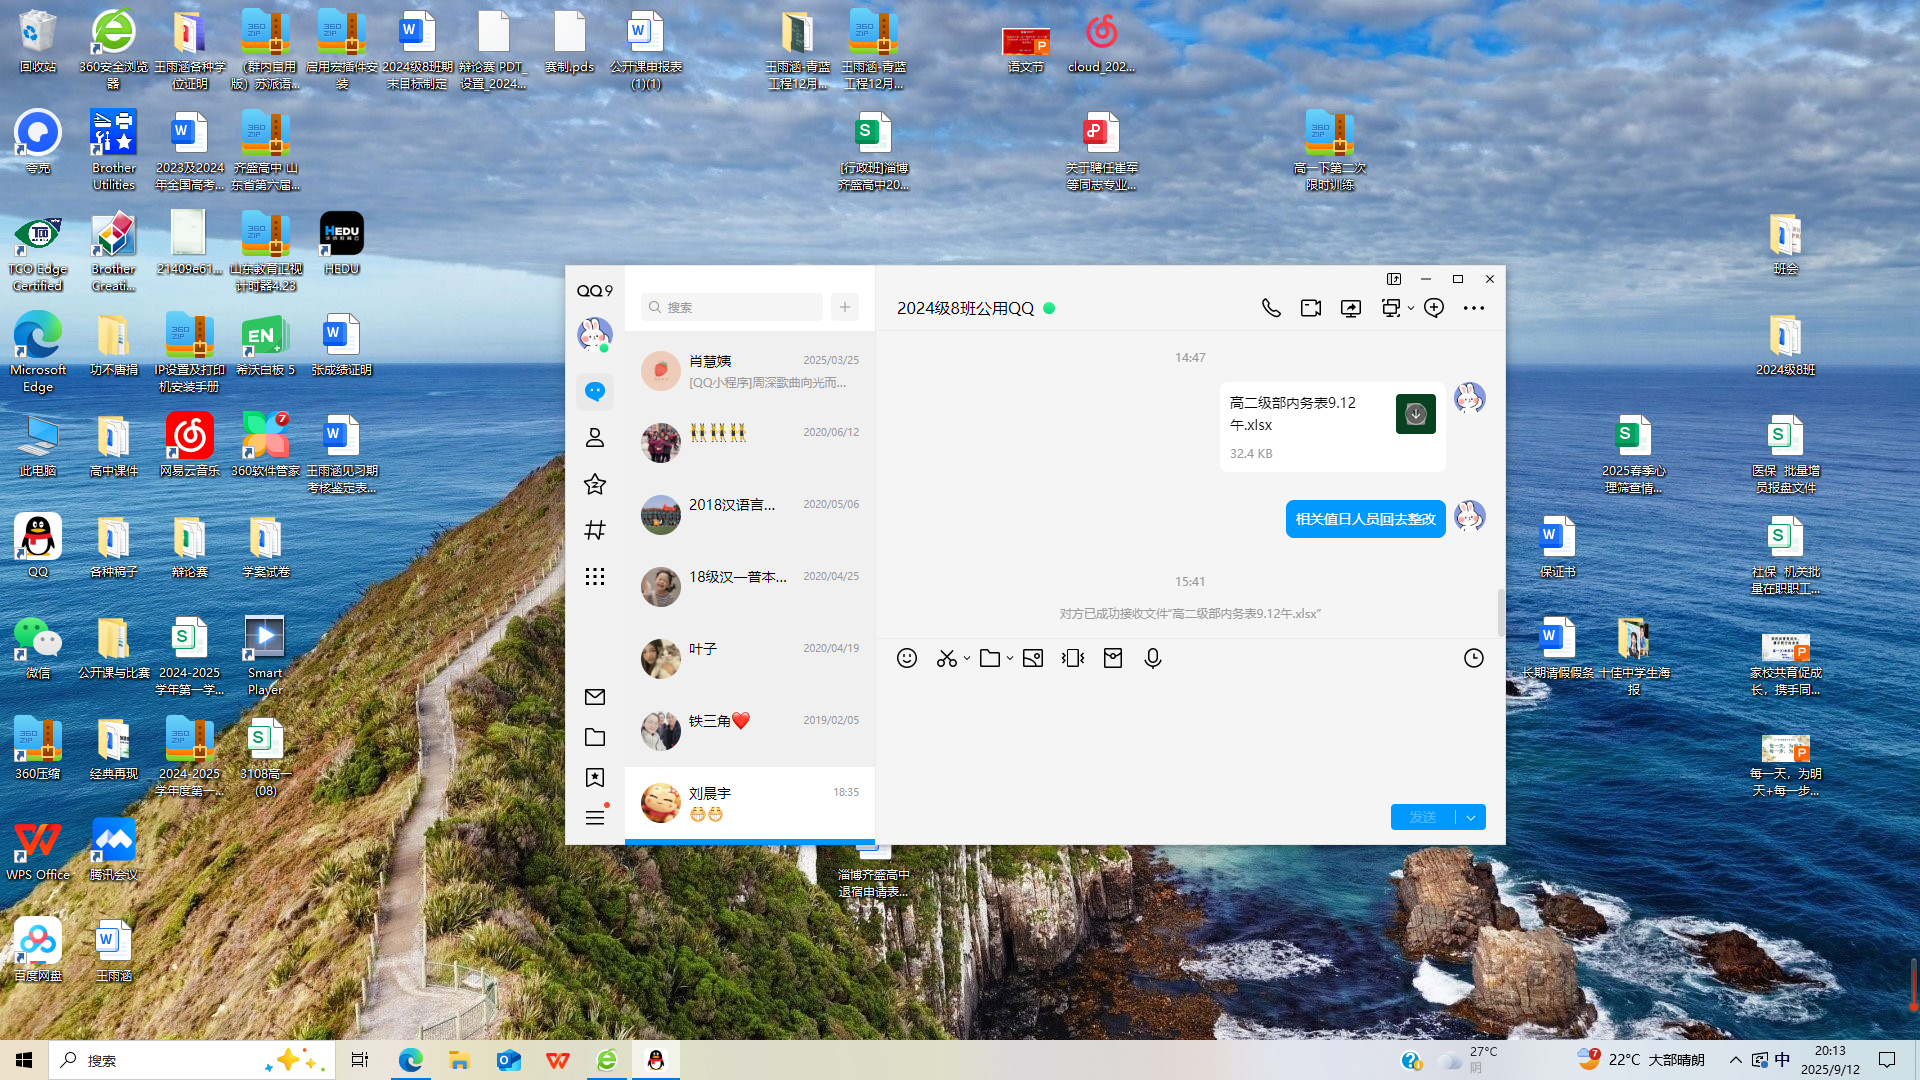 回收站
360安全浏览器
王雨涵各种学位证明
（群内自用版）苏派语...
启用宏插件安装
2024级8班期末目标制定
辩论赛 PDT_设置_2024...
赛制.pds
公开课申报表(1)(1)
王雨涵-青蓝工程12月...
王雨涵-青蓝工程12月...
语文节
cloud_202...
夸克
Brother Utilities
2023及2024年全国高考...
齐盛高中 山东省第六届...
[行政班]淄博齐盛高中20...
关于聘任崔军等同志专业...
高一下第二次限时训练
TCO Edge Certified
Brother Creati...
21409e61...
山东教育卫视计时器4.23
HEDU
班会
Microsoft Edge
功不唐捐
IP设置及打印机安装手册
希沃白板 5
张成绩证明
2024级8班
此电脑
高中课件
网易云音乐
360软件管家
王雨涵见习期考核鉴定表...
2025春季心理筛查情...
医保_批量增员报盘文件
QQ
各种稿子
辩论赛
学案试卷
保证书
社保_机关批量在职职工...
微信
公开课与比赛
2024-2025学年第一学...
Smart Player
长期请假假条
十佳中学生海报
家校共育促成长，携手同...
360压缩
经典再现
2024-2025学年度第一...
3108高一(08)
每一天，为明天+每一步...
WPS Office
腾讯会议
淄博齐盛高中退宿申请表...
百度网盘
王雨涵
QQ9
搜索
肖慧姨
2025/03/25
[QQ小程序]周深歌曲向光而...
2020/06/12
2018汉语言...
2020/05/06
18级汉一普本...
2020/04/25
叶子
2020/04/19
铁三角❤️
2019/02/05
刘晨宇
18:35
2024级8班公用QQ
14:47
高二级部内务表9.12
午.xlsx
32.4 KB
相关值日人员回去整改
15:41
对方已成功接收文件“高二级部内务表9.12午.xlsx”
发送
搜索
27°C
阴
22°C 大部晴朗
中
20:13
2025/9/12